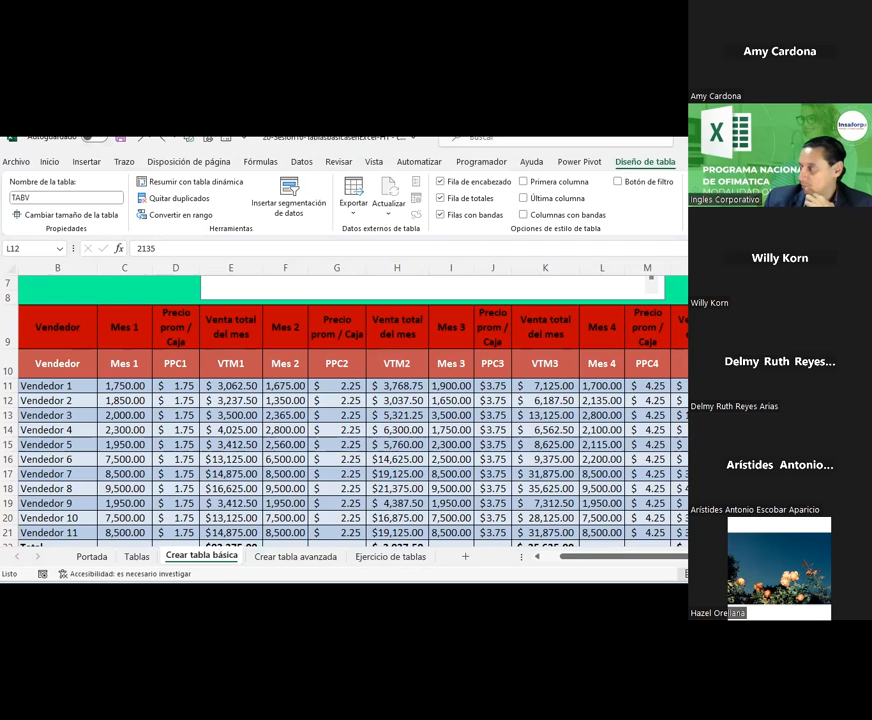 Amy Cardona
Amy Cardona
PROGRAMA NACIONA
DE OFIMÁTICA
Insaforp
Ingles Corporativo
Willy Korn
Willy Korn
Delmy Ruth Reyes...
Delmy Ruth Reyes Arias
Arístides Antonio...
Arístides Antonio Escobar Aparicio
Hazel Orellana
Buscar
Archivo Inicio Insertar Trazo Disposición de página Fórmulas Datos Revisar Vista Automatizar Programador Ayuda Power Pivot Diseño de tabla
Nombre de la tabla:
TABV
Cambiar tamaño de la tabla
Propiedades
Resumir con tabla dinámica
Quitar duplicados
Convertir en rango
Herramientas
Insertar segmentación
de datos
Exportar Actualizar
Datos externos de tabla
Fila de encabezado Primera columna Botón de filtro
Fila de totales Última columna
Filas con bandas Columnas con bandas
Opciones de estilo de tabla
L12 fx 2135
B C D E F G H I J K L M
7
8
9 Vendedor Mes 1 Precio prom / Caja Venta total del mes Mes 2 Precio prom / Caja Venta total del mes Mes 3 Precio prom / Caja Venta total del mes Mes 4 Precio prom / Caja
10 Vendedor Mes 1 PPC1 VTM1 Mes 2 PPC2 VTM2 Mes 3 PPC3 VTM3 Mes 4 PPC4
11 Vendedor 1 1,750.00 $ 1.75 $ 3,062.50 1,675.00 $ 2.25 $ 3,768.75 1,900.00 $3.75 $ 7,125.00 1,700.00 $ 4.25 $
12 Vendedor 2 1,850.00 $ 1.75 $ 3,237.50 1,350.00 $ 2.25 $ 3,037.50 1,650.00 $3.75 $ 6,187.50 2,135.00 $ 4.25 $
13 Vendedor 3 2,000.00 $ 1.75 $ 3,500.00 2,365.00 $ 2.25 $ 5,321.25 3,500.00 $3.75 $ 13,125.00 2,800.00 $ 4.25 $
14 Vendedor 4 2,300.00 $ 1.75 $ 4,025.00 2,800.00 $ 2.25 $ 6,300.00 1,750.00 $3.75 $ 6,562.50 2,100.00 $ 4.25 $
15 Vendedor 5 1,950.00 $ 1.75 $ 3,412.50 2,560.00 $ 2.25 $ 5,760.00 2,300.00 $3.75 $ 8,625.00 2,115.00 $ 4.25 $
16 Vendedor 6 7,500.00 $ 1.75 $13,125.00 6,500.00 $ 2.25 $14,625.00 2,500.00 $3.75 $ 9,375.00 2,200.00 $ 4.25 $
17 Vendedor 7 8,500.00 $ 1.75 $14,875.00 8,500.00 $ 2.25 $19,125.00 8,500.00 $3.75 $ 31,875.00 8,500.00 $ 4.25 $
18 Vendedor 8 9,500.00 $ 1.75 $16,625.00 9,500.00 $ 2.25 $21,375.00 9,500.00 $3.75 $ 35,625.00 9,500.00 $ 4.25 $
19 Vendedor 9 1,950.00 $ 1.75 $ 3,412.50 1,950.00 $ 2.25 $ 4,387.50 1,950.00 $3.75 $ 7,312.50 1,950.00 $ 4.25 $
20 Vendedor 10 7,500.00 $ 1.75 $13,125.00 7,500.00 $ 2.25 $16,875.00 7,500.00 $3.75 $ 28,125.00 7,500.00 $ 4.25 $
21 Vendedor 11 8,500.00 $ 1.75 $14,875.00 8,500.00 $ 2.25 $19,125.00 8,500.00 $3.75 $ 31,875.00 8,500.00 $ 4.25 $
Portada Tablas Crear tabla básica Crear tabla avanzada Ejercicio de tablas
Listo Accesibilidad: es necesario investigar